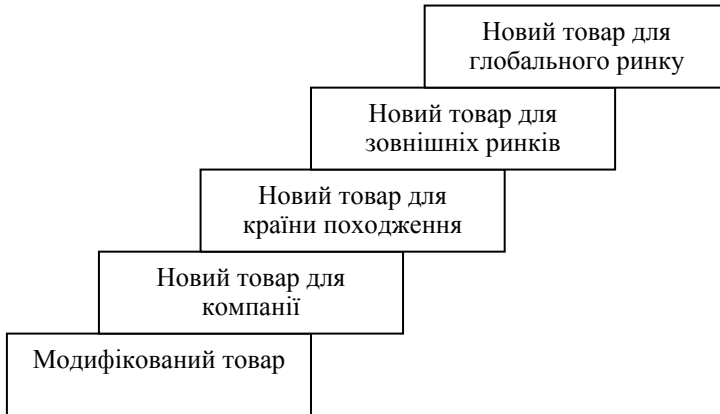 Новий товар для
глобального ринку
Новий товар для
зовнішніх ринків
Новий товар для
країни походження
Новий товар для
компанії
Модифікований товар